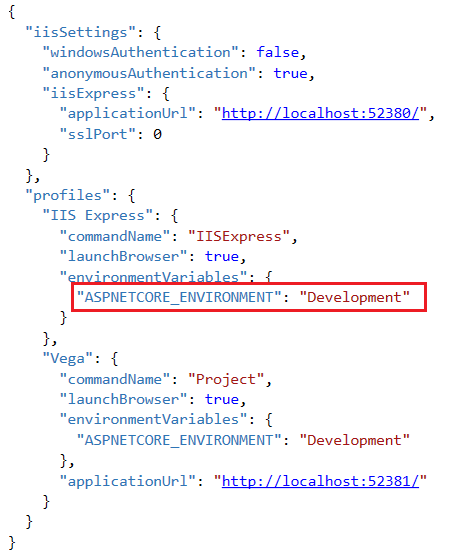 {
  "iisSettings": {
    "windowsAuthentication": false,
    "anonymousAuthentication": true,
    "iisExpress": {
      "applicationUrl": "http://localhost:52380/",
      "sslPort": 0
    }
  },
  "profiles": {
    "IIS Express": {
      "commandName": "IISExpress",
      "launchBrowser": true,
      "environmentVariables": {
        "ASPNETCORE_ENVIRONMENT": "Development"
      }
    },
    "Vega": {
      "commandName": "Project",
      "launchBrowser": true,
      "environmentVariables": {
        "ASPNETCORE_ENVIRONMENT": "Development"
      },
      "applicationUrl": "http://localhost:52381/"
    }
  }
}